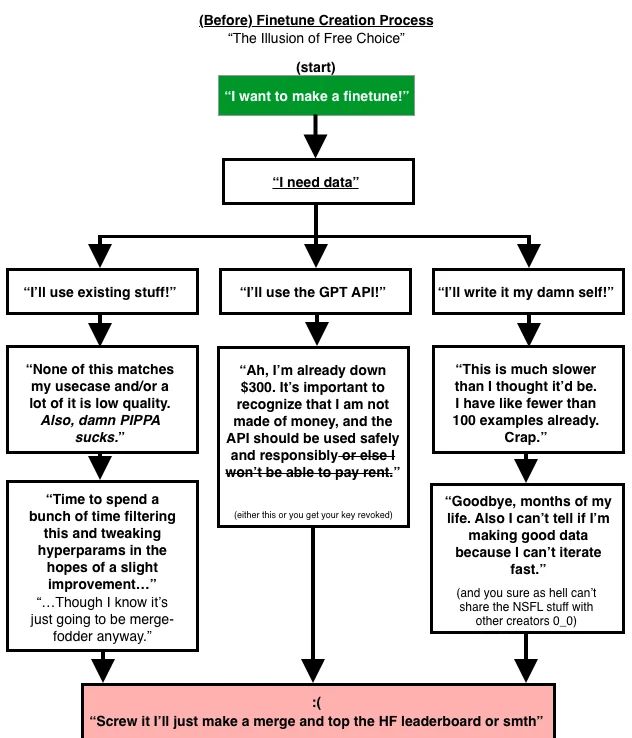 (Before) Finetune Creation Process
“The Illusion of Free Choice”
(start)
“I want to make a finetune!”
“I need data”
“I’ll use existing stuff!”
“I’ll use the GPT API!”
“I’ll write it my damn self!”
“None of this matches
my usecase and/or a
lot of it is low quality.
Also, damn PIPPA
sucks.”
“Ah, I’m already down
$300. It’s important to
recognize that I am not
made of money, and the
API should be used safely
and responsibly or else I
won’t be able to pay rent.”
(either this or you get your key revoked)
“This is much slower
than I thought it’d be.
I have like fewer than
100 examples already.
Crap.”
“Time to spend a
bunch of time filtering
this and tweaking
hyperparams in the
hopes of a slight
improvement…”
“…Though I know it’s
just going to be merge-
fodder anyway.”
“Goodbye, months of my
life. Also I can’t tell if I’m
making good data
because I can’t iterate
fast.”
(and you sure as hell can’t
share the NSFL stuff with
other creators 0_0)
:(
“Screw it I’ll just make a merge and top the HF leaderboard or smth”